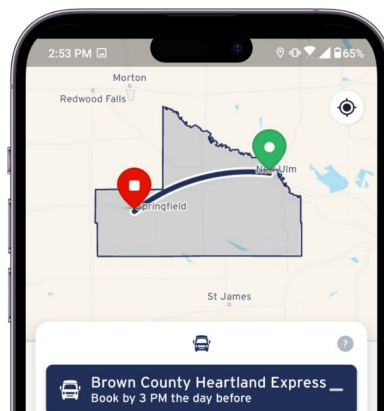 2:53 PM 65%
Morton
Redwood Falls
New Ulm
Springfield
St James
?
Brown County Heartland Express
Book by 3 PM the day before